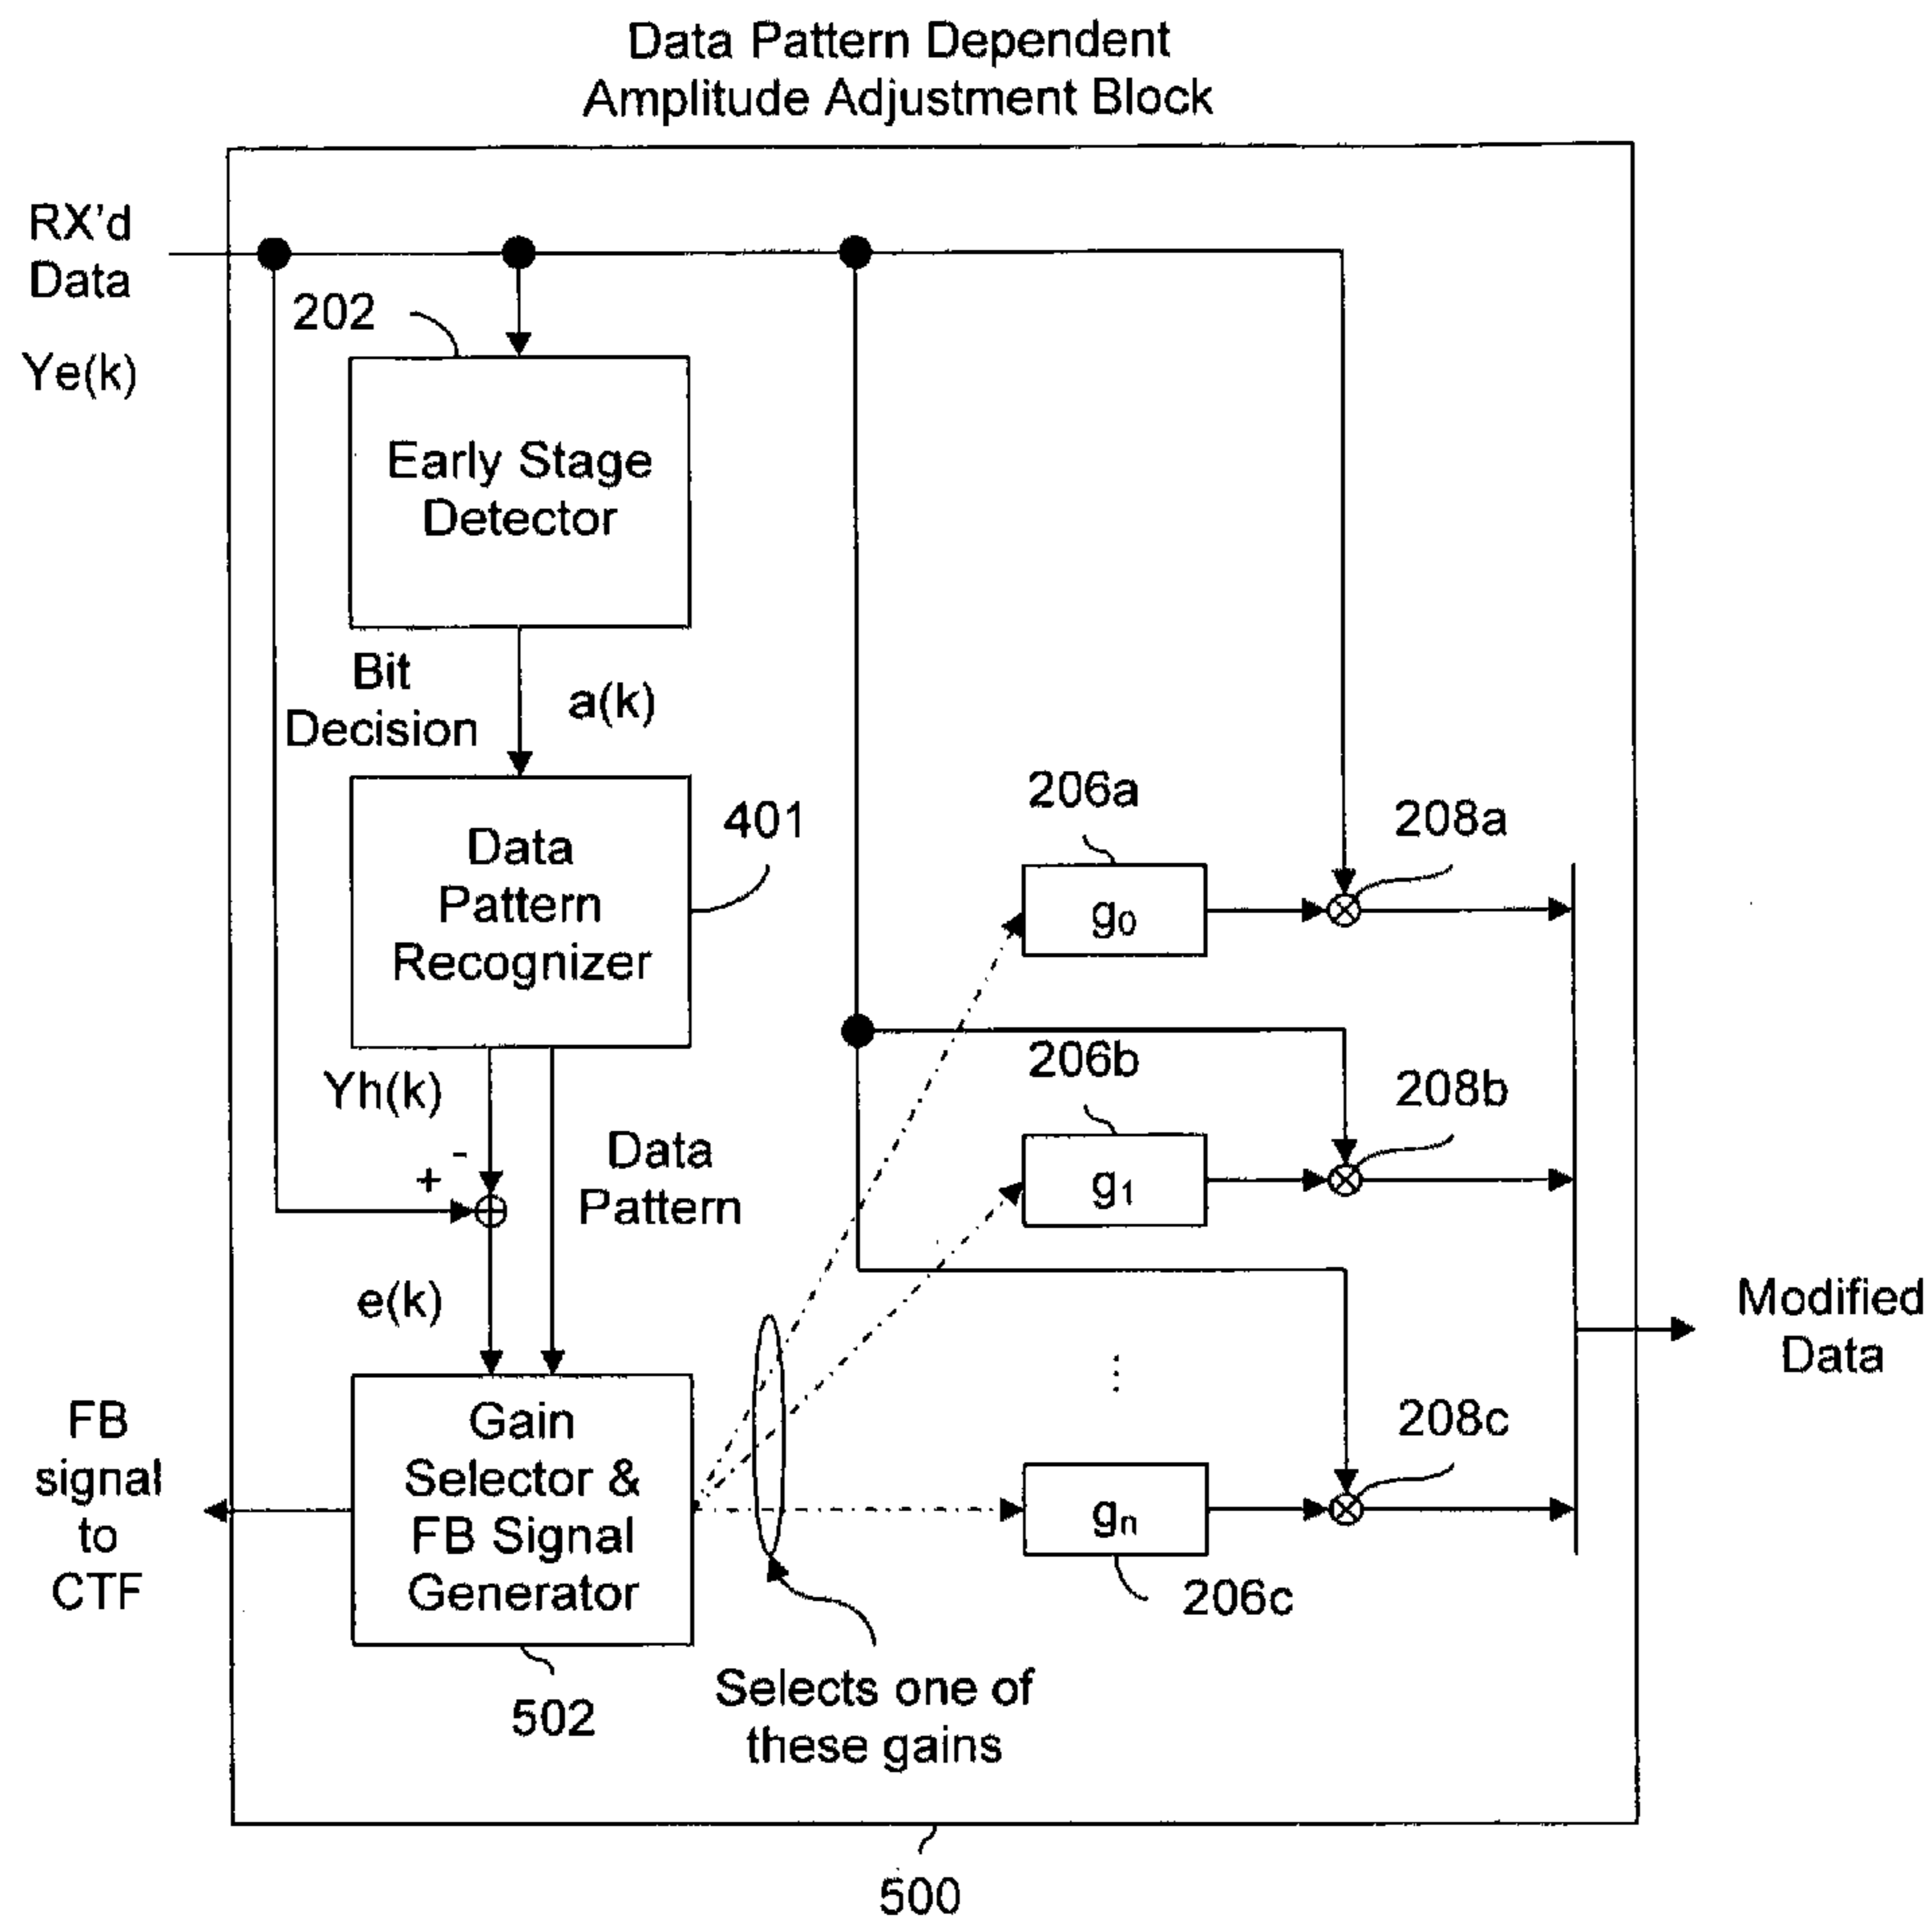 Data Pattern Dependent
Amplitude Adjustment Block
RX'd
Data
Ye(k)
202
Early Stage
Detector
Bit
Decision
a(k)
Data
Pattern
Recognizer
401
206a
g0
208a
Yh(k)
-
+
Data
Pattern
206b
g1
208b
e(k)
Modified
Data
FB
signal
to
CTF
Gain
Selector &
FB Signal
Generator
⋮
208c
gn
206c
502
Selects one of
these gains
500